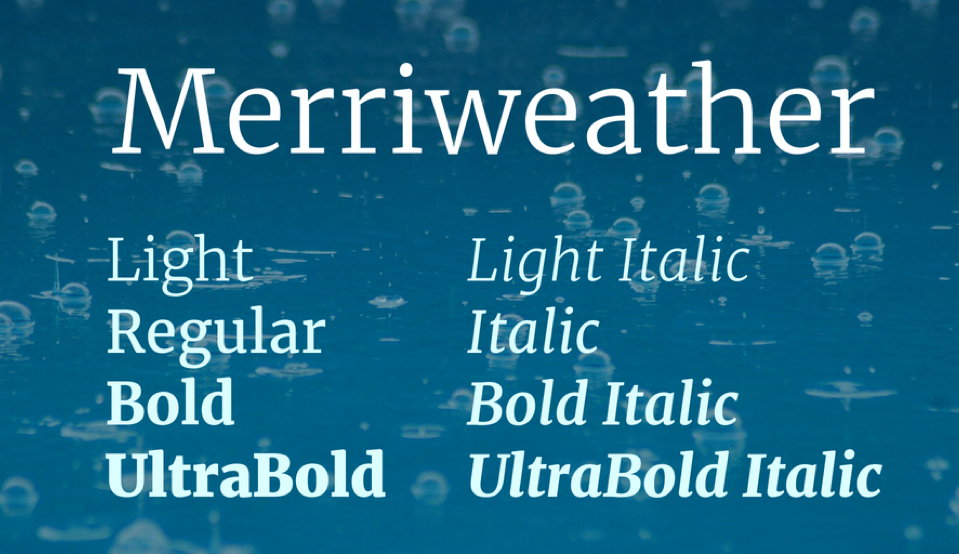 Merriweather
Light
Regular
Bold
UltraBold
Light Italic
Italic
Bold Italic
UltraBold Italic